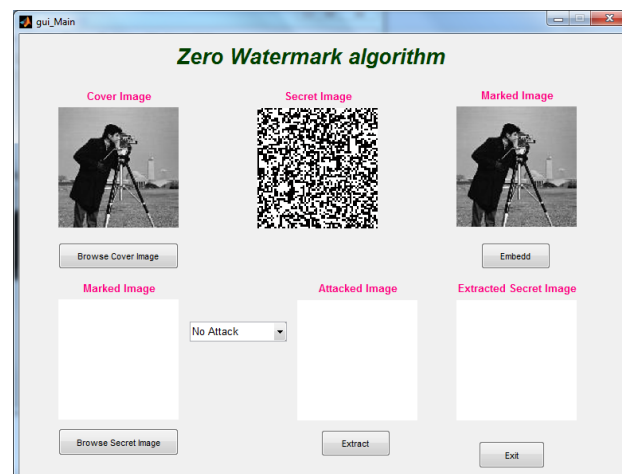 gui_Main
Zero Watermark algorithm
Cover Image
Secret Image
Marked Image
Browse Cover Image
Embedd
Marked Image
Attacked Image
Extracted Secret Image
No Attack
Browse Secret Image
Extract
Exit